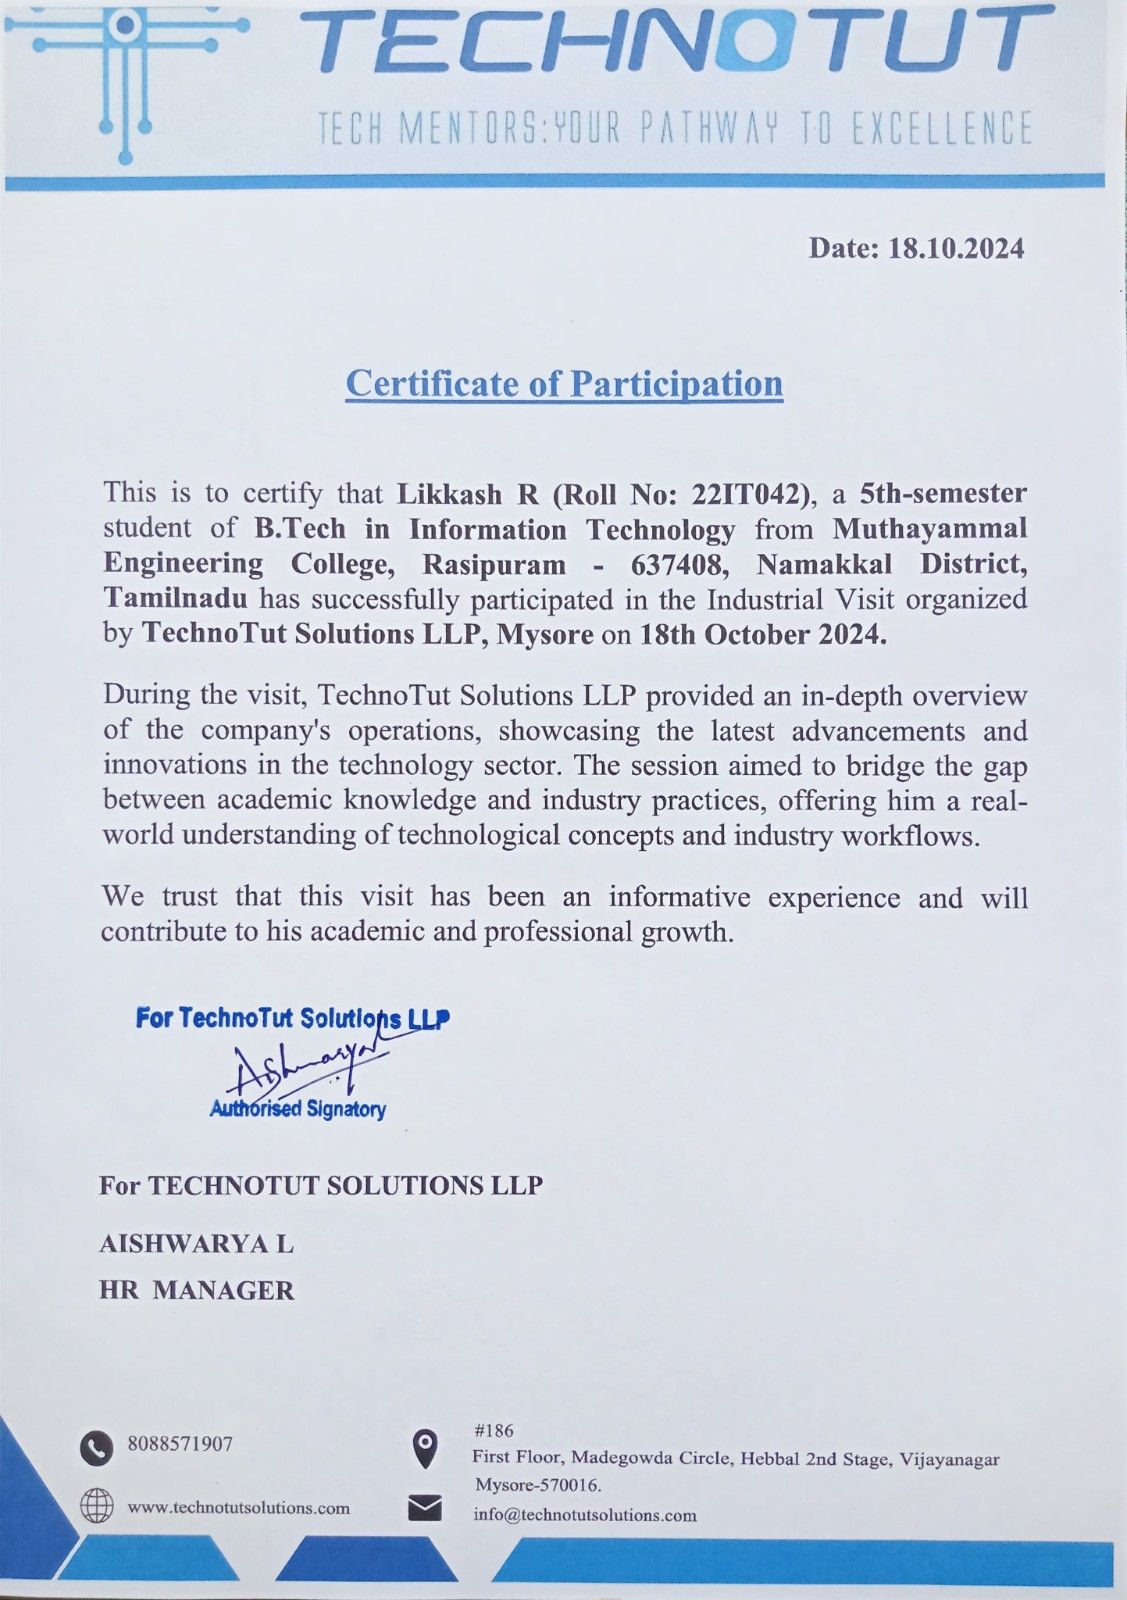 TECHNOTUT
TECH MENTORS:YOUR PATHWAY TO EXCELLENCE
Date: 18.10.2024
Certificate of Participation
This is to certify that Likkash R (Roll No: 22IT042), a 5th-semester
student of B.Tech in Information Technology from Muthayammal
Engineering College, Rasipuram - 637408, Namakkal District,
Tamilnadu has successfully participated in the Industrial Visit organized
by TechnoTut Solutions LLP, Mysore on 18th October 2024.
During the visit, TechnoTut Solutions LLP provided an in-depth overview
of the company's operations, showcasing the latest advancements and
innovations in the technology sector. The session aimed to bridge the gap
between academic knowledge and industry practices, offering him a real-
world understanding of technological concepts and industry workflows.
We trust that this visit has been an informative experience and will
contribute to his academic and professional growth.
For TechnoTut Solutions LLP
Aishwarya L
Authorised Signatory
For TECHNOTUT SOLUTIONS LLP
AISHWARYA L
HR MANAGER
8088571907
www.technotutsolutions.com
#186
First Floor, Madegowda Circle, Hebbal 2nd Stage, Vijayanagar
Mysore-570016.
info@technotutsolutions.com